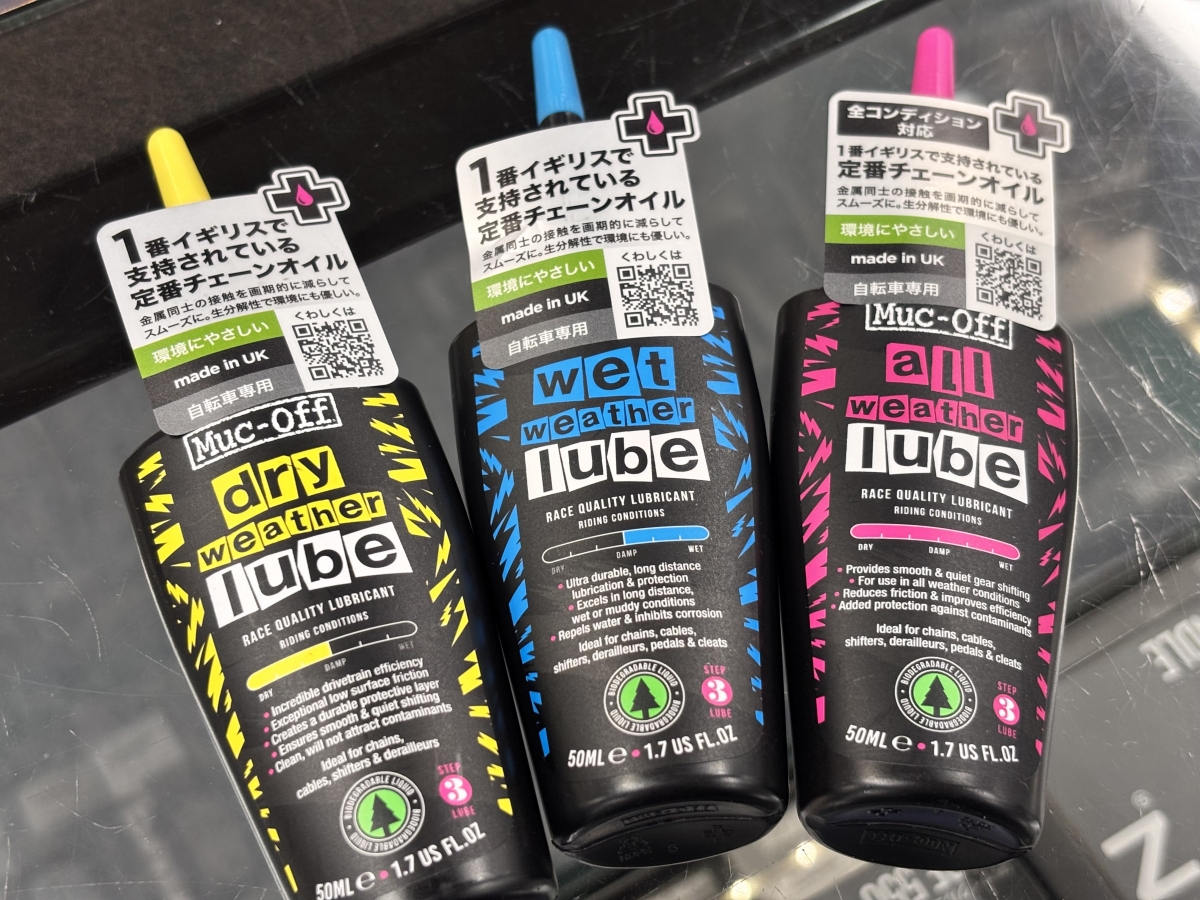 1番イギリスで
支持されている
定番チェーンオイル
金属同士の接触を画期的に減らして
スムーズに。生分解性で環境にも優しい。
環境にやさしい
くわしくは
made in UK
自転車専用
Muc-Off
dry
weather
lube
RACE QUALITY LUBRICANT
RIDING CONDITIONS
DRY DAMP WET
• Incredible drivetrain efficiency
• Exceptional low surface friction
• Creates a durable protective layer
• Ensures smooth & quiet shifting
• Clean, will not attract contaminants
Ideal for chains,
cables, shifters & derailleurs
BIODEGRADABLE LIQUID
BIODEGRADABLE LIQUID
STEP
3
LUBE
50ML e • 1.7 US FL.OZ
1番イギリスで
支持されている
定番チェーンオイル
金属同士の接触を画期的に減らして
スムーズに。生分解性で環境にも優しい。
環境にやさしい
くわしくは
made in UK
自転車専用
wet
weather
lube
RACE QUALITY LUBRICANT
RIDING CONDITIONS
DRY DAMP WET
• Ultra durable, long distance
lubrication & protection
• Excels in long distance,
wet or muddy conditions
• Repels water & inhibits corrosion
Ideal for chains, cables,
shifters, derailleurs, pedals & cleats
BIODEGRADABLE LIQUID
BIODEGRADABLE LIQUID
STEP
3
LUBE
50ML e • 1.7 US FL.OZ
全コンディション
対応
1番イギリスで支持されている
定番チェーンオイル
金属同士の接触を画期的に減らして
スムーズに。生分解性で環境にも優しい。
環境にやさしい
くわしくは
made in UK
自転車専用
Muc-Off
all
weather
lube
RACE QUALITY LUBRICANT
RIDING CONDITIONS
DRY DAMP WET
• Provides smooth & quiet gear shifting
• For use in all weather conditions
• Reduces friction & improves efficiency
• Added protection against contaminants
Ideal for chains, cables,
shifters, derailleurs, pedals & cleats
BIODEGRADABLE LIQUID
BIODEGRADABLE LIQUID
STEP
3
LUBE
50ML e • 1.7 US FL.OZ